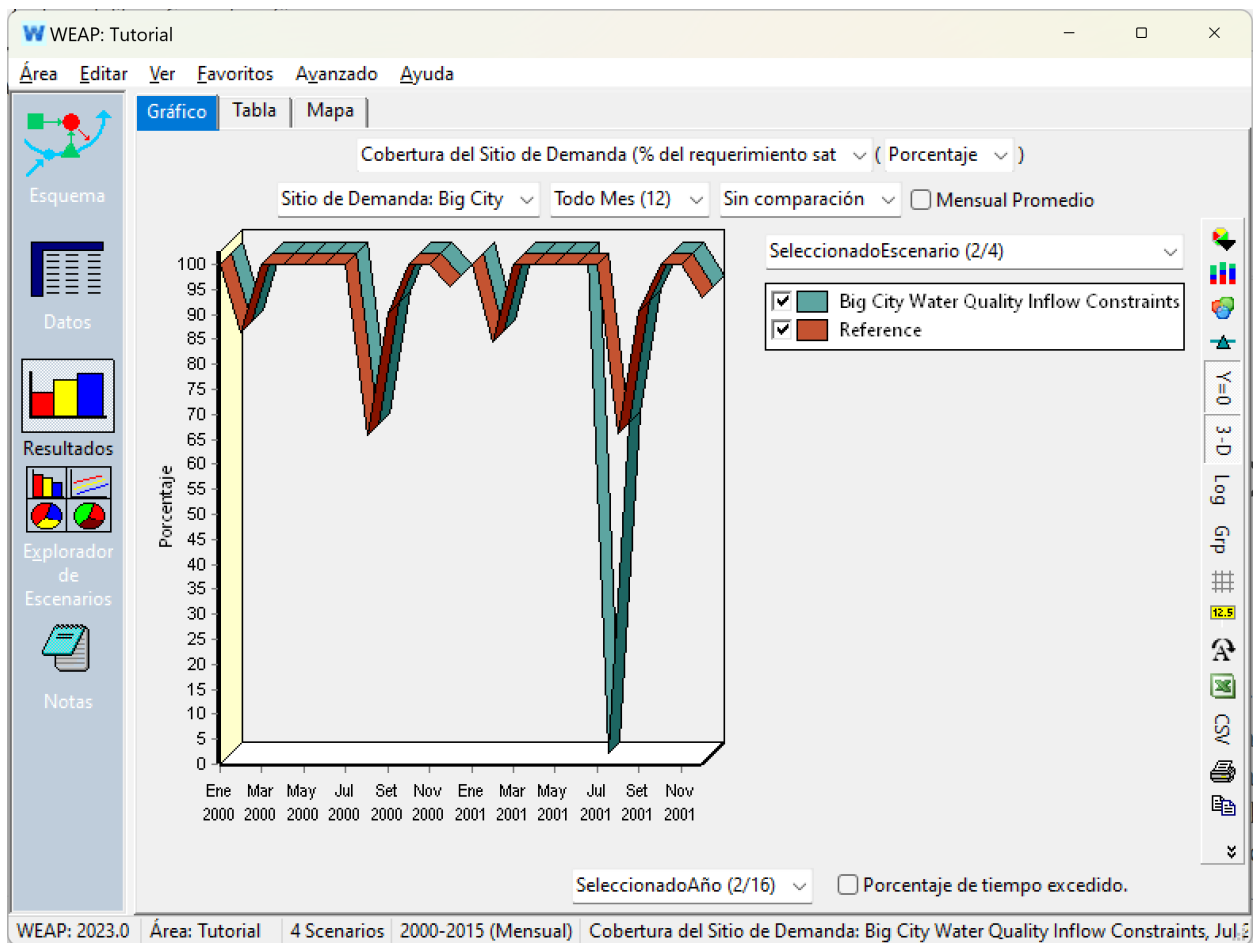 WEAP: Tutorial
Área Editar Ver Favoritos Avanzado Ayuda
Gráfico Tabla Mapa
Cobertura del Sitio de Demanda (% del requerimiento sat ( Porcentaje )
Sitio de Demanda: Big City Todo Mes (12) Sin comparación Mensual Promedio
SeleccionadoEscenario (2/4)
Big City Water Quality Inflow Constraints
Reference
Esquema
Datos
Resultados
Explorador
de
Escenarios
Notas
Porcentaje
100
95
90
85
80
75
70
65
60
55
50
45
40
35
30
25
20
15
10
5
0
Ene Mar May Jul Set Nov Ene Mar May Jul Set Nov
2000 2000 2000 2000 2000 2000 2001 2001 2001 2001 2001 2001
Y=0
3-D
Log
Grp
12.5
A
CSV
SeleccionadoAño (2/16) Porcentaje de tiempo excedido.
WEAP: 2023.0 Área: Tutorial 4 Scenarios 2000-2015 (Mensual) Cobertura del Sitio de Demanda: Big City Water Quality Inflow Constraints, Jul